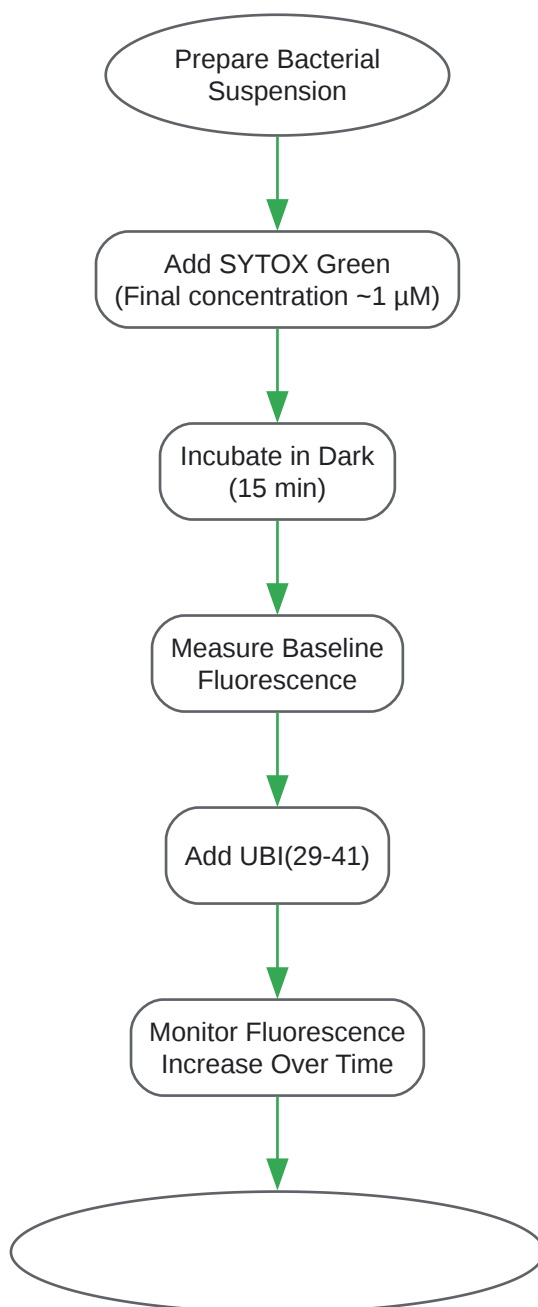 Prepare Bacterial
Suspension
Add SYTOX Green
(Final concentration ~1 µM)
Incubate in Dark
(15 min)
Measure Baseline
Fluorescence
Add UBI(29-41)
Monitor Fluorescence
Increase Over Time